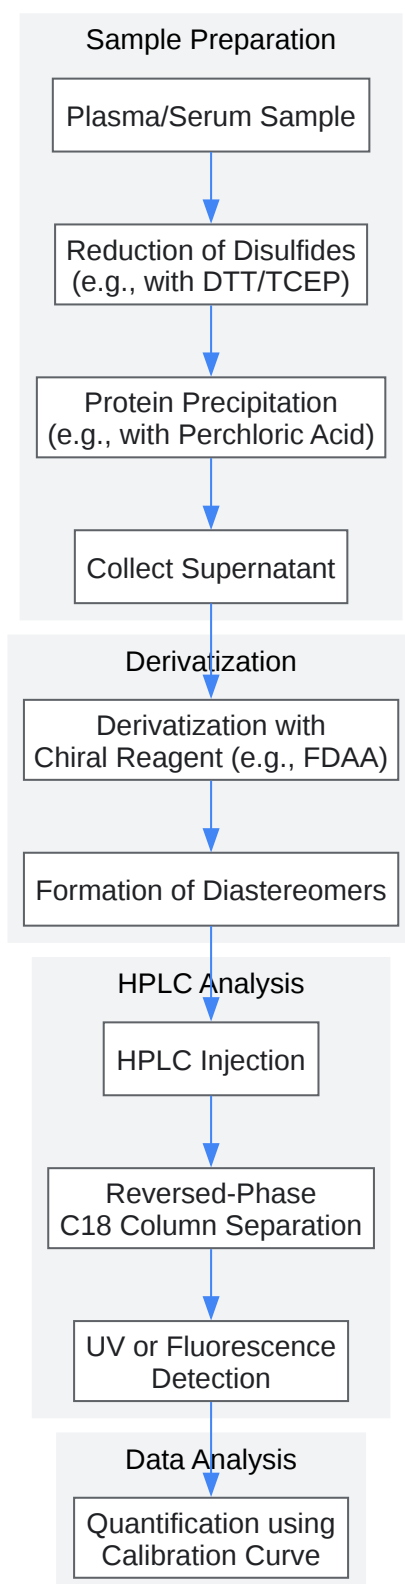 Sample Preparation
Plasma/Serum Sample
Reduction of Disulfides
(e.g., with DTT/TCEP)
Protein Precipitation
(e.g., with Perchloric Acid)
Collect Supernatant
Derivatization
Derivatization with
Chiral Reagent (e.g., FDAA)
Formation of Diastereomers
HPLC Analysis
HPLC Injection
Reversed-Phase
C18 Column Separation
UV or Fluorescence
Detection
Data Analysis
Quantification using
Calibration Curve